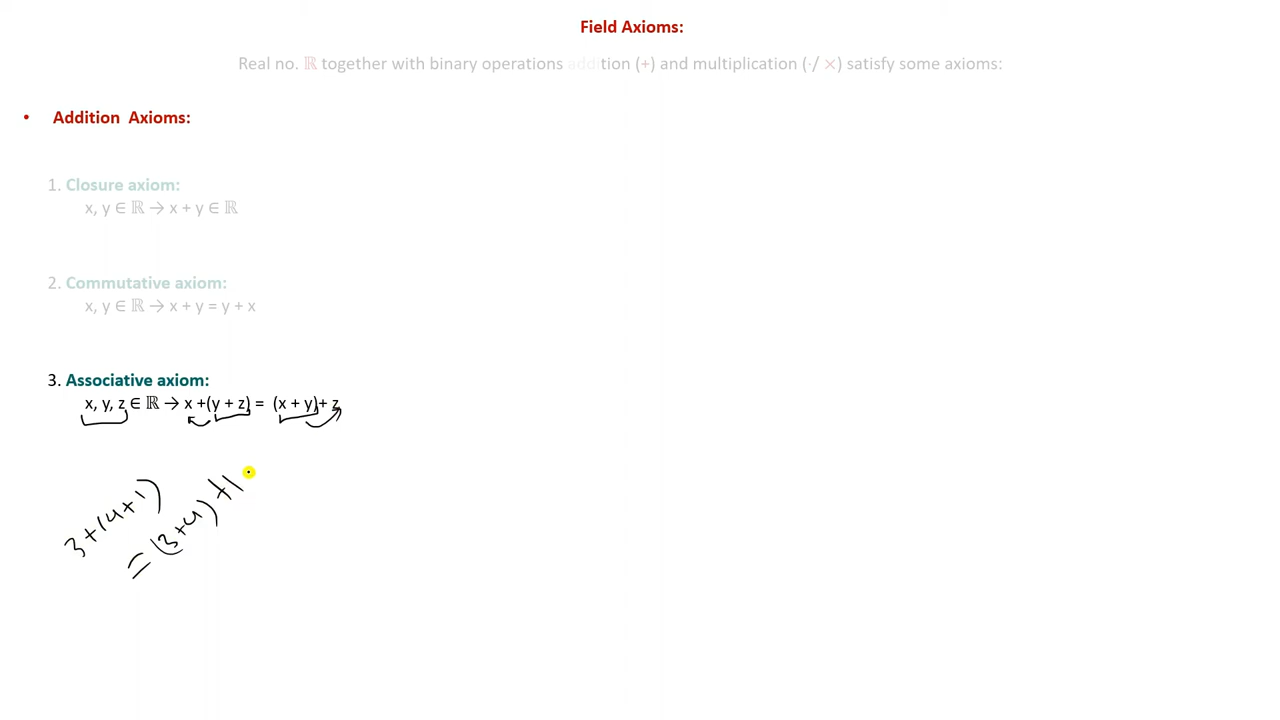 Field Axioms:
Real no. ℝ together with binary operations addition (+) and multiplication (·/ ×) satisfy some axioms:
• Addition Axioms:
1. Closure axiom:
x, y ∈ ℝ → x + y ∈ ℝ
2. Commutative axiom:
x, y ∈ ℝ → x + y = y + x
3. Associative axiom:
x, y, z ∈ ℝ → x +(y + z) = (x + y)+ z
3+(4+1)
=(3+4)+1